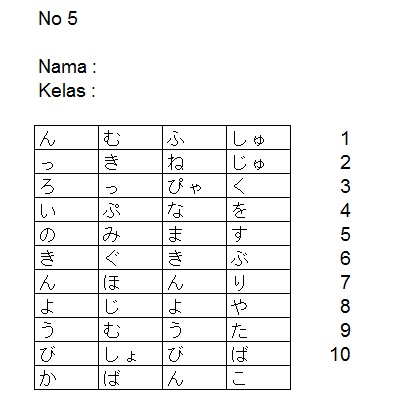 No 5
Nama :
Kelas :
ん む ふ しゅ 1
っ き ね じゅ 2
ろ っ ぴゃ く 3
い ぷ な を 4
の み ま す 5
き ぐ き ぶ 6
ん ほ ん り 7
よ じ よ や 8
う む う た 9
び しょ び ば 10
か ば ん こ